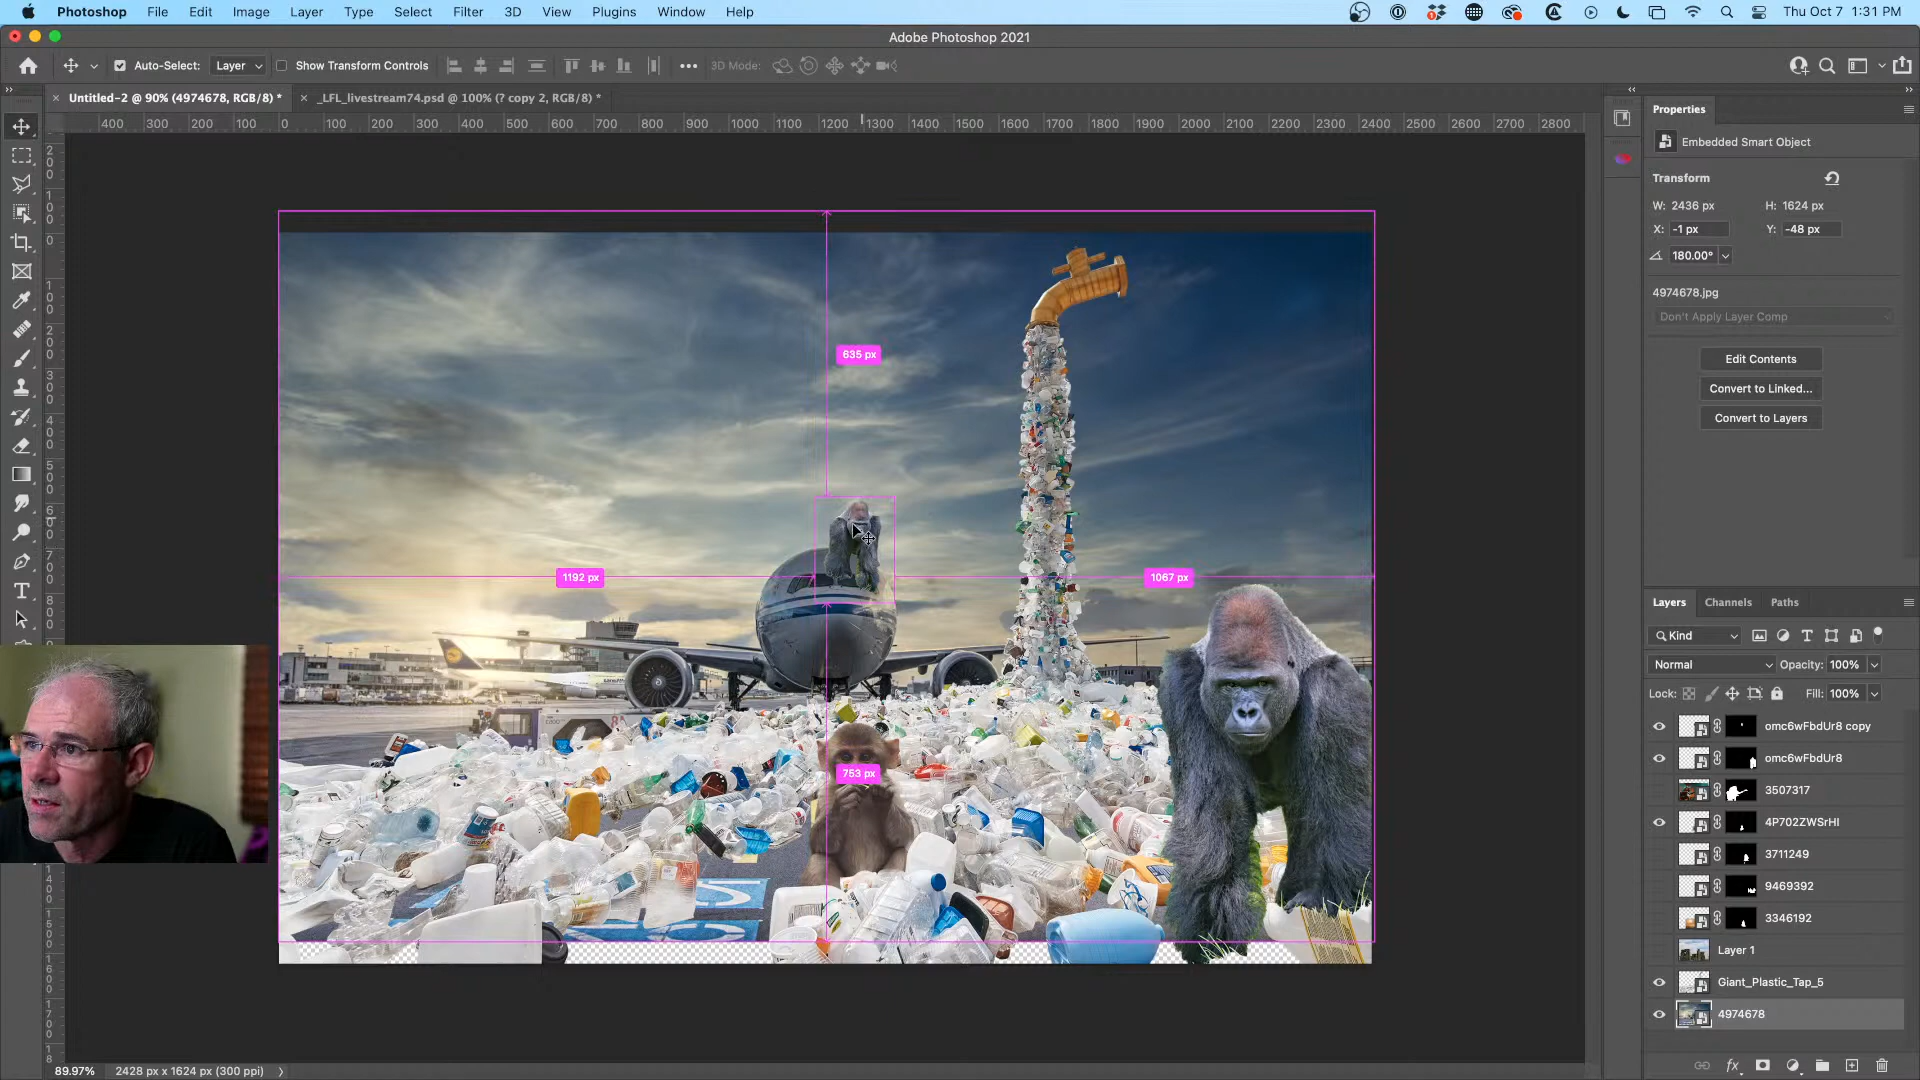 Photoshop File Edit Image Layer Type Select Filter 3D View Plugins Window Help Thu Oct 7 1:31 PM
Adobe Photoshop 2021
Auto-Select: Layer Show Transform Controls 3D Mode:
Untitled-2 @ 90% (4974678, RGB/8) * _LFL_livestream74.psd @ 100% (? copy 2, RGB/8) *
400 300 200 100 0 100 200 300 400 500 600 700 800 900 1000 1100 1200 1300 1400 1500 1600 1700 1800 1900 2000 2100 2200 2300 2400 2500 2600 2700 2800
Properties
Embedded Smart Object
Transform
W: 2436 px H: 1624 px
X: -1 px Y: -48 px
180.00°
4974678.jpg
Don't Apply Layer Comp
Edit Contents
Convert to Linked...
Convert to Layers
635 px
1192 px
1067 px
753 px
Layers Channels Paths
Kind
Normal Opacity: 100%
Lock: Fill: 100%
omc6wFbdUr8 copy
omc6wFbdUr8
3507317
4P702ZWSrHI
3711249
9469392
3346192
Layer 1
Giant_Plastic_Tap_5
4974678
89.97% 2428 px x 1624 px (300 ppi)